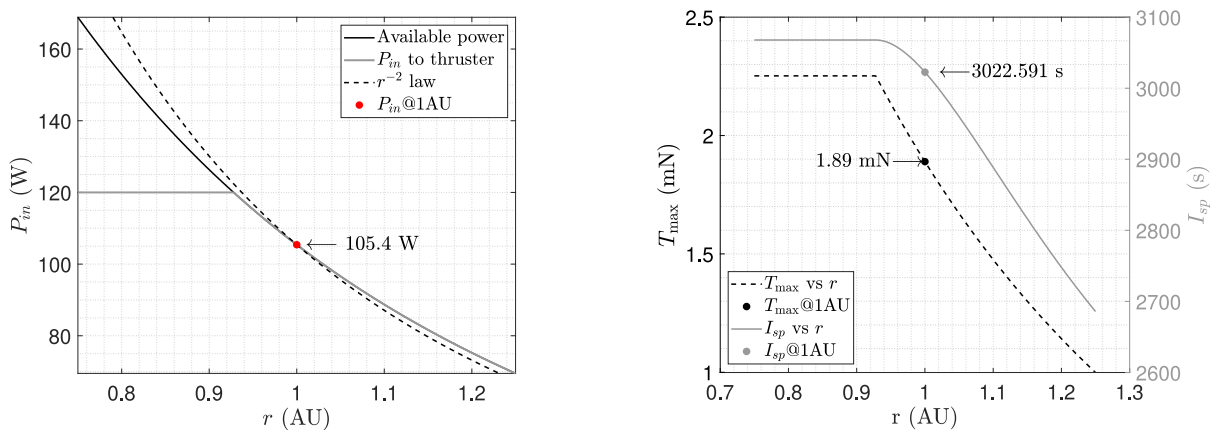 160
140
120
100
80
P_in (W)
0.8
0.9
1
1.1
1.2
r (AU)
Available power
P_in to thruster
r^−2 law
P_in@1AU
105.4 W
2.5
2
1.5
1
T_max (mN)
0.7
0.8
0.9
1
1.1
1.2
1.3
r (AU)
3100
3000
2900
2800
2700
2600
I_sp (s)
3022.591 s
1.89 mN
T_max vs r
T_max@1AU
I_sp vs r
I_sp@1AU